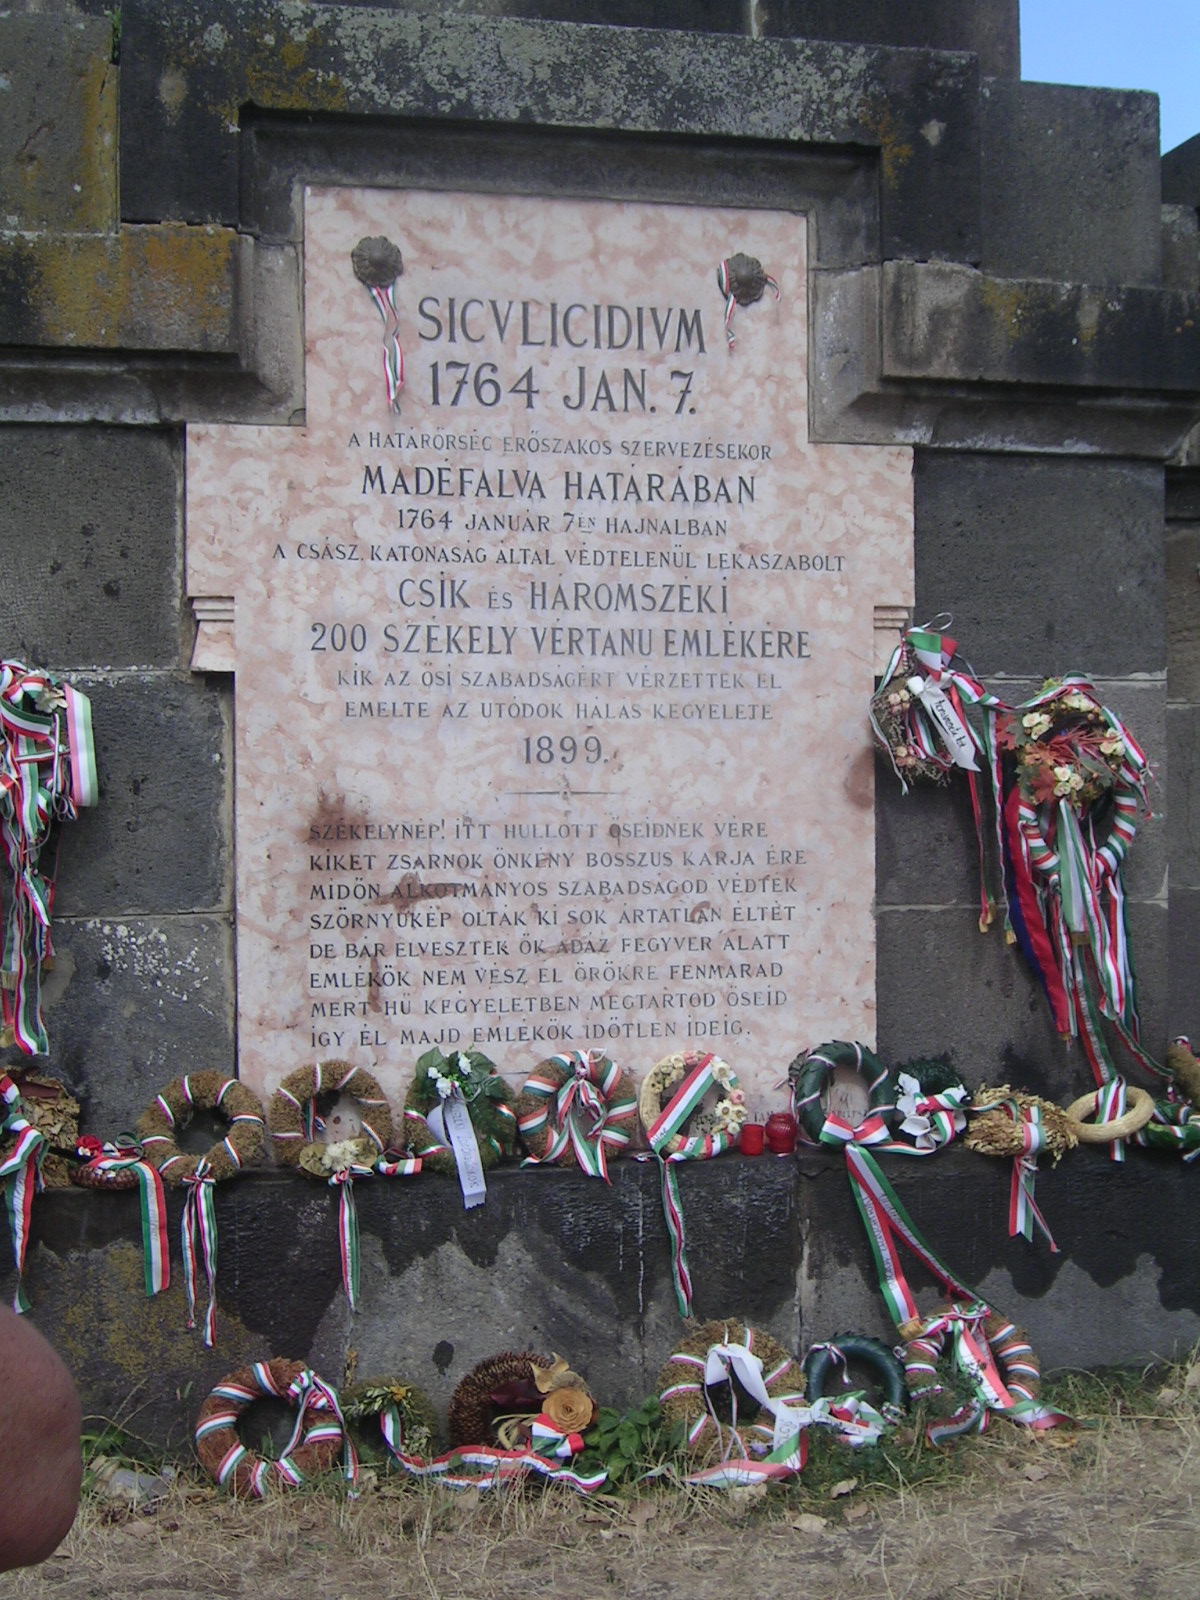 SICVLICIDIVM
1764 JAN. 7.
A HATÁRŐRSÉG ERŐSZAKOS SZERVEZÉSEKOR
MADÉFALVA HATÁRÁBAN
1764 JANUÁR 7ÉN HAJNALBAN
A CSÁSZ. KATONASÁG ÁLTAL VÉDTELENÜL LEKASZABOLT
CSÍK ÉS HÁROMSZÉKI
200 SZÉKELY VÉRTANU EMLÉKÉRE
KIK AZ ŐSI SZABADSÁGÉRT VÉRZETTEK EL
EMELTE AZ UTÓDOK HÁLÁS KEGYELETE
1899.
SZÉKELYNÉP! ITT HULLOTT ŐSEIDNEK VÉRE
KIKET ZSARNOK ÖNKÉNY BOSSZUS KARJA ÉRE
MIDŐN ALKOTMÁNYOS SZABADSÁGOD VÉDTÉK
SZÖRNYŰKÉP OLTÁK KI SOK ÁRTATLAN ÉLTÉT
DE BÁR ELVESZTEK ŐK ÁDÁZ FEGYVER ALATT
EMLÉKÖK NEM VÉSZ EL ÖRÖKRE FENMARAD
MERT HŰ KEGYELETBEN MEGTARTOD ŐSEID
ÍGY ÉL MAJD EMLÉKÖK IDŐTLEN IDEIG.